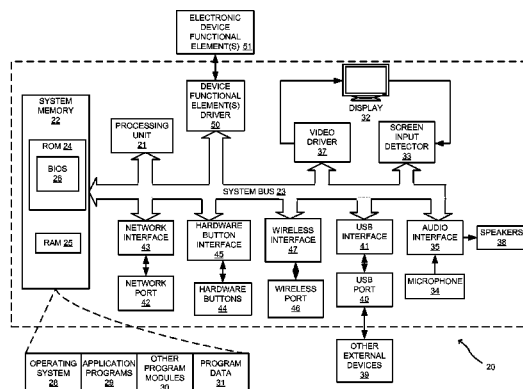 ELECTRONIC DEVICE
FUNCTIONAL
ELEMENT(S) 51
SYSTEM
MEMORY
22
ROM 24
BIOS
26
RAM 25
PROCESSING
UNIT
21
DEVICE
FUNCTIONAL
ELEMENT(S)
DRIVER
50
DISPLAY
32
VIDEO
DRIVER
37
SCREEN
INPUT
DETECTOR
33
SYSTEM BUS 23
NETWORK
INTERFACE
43
HARDWARE
BUTTON
INTERFACE
45
WIRELESS
INTERFACE
47
USB
INTERFACE
41
AUDIO
INTERFACE
35
SPEAKERS
38
NETWORK
PORT
42
HARDWARE
BUTTONS
44
WIRELESS
PORT
46
USB
PORT
40
MICROPHONE
34
OTHER
EXTERNAL
DEVICES
39
20
OPERATING
SYSTEM
28
APPLICATION
PROGRAMS
29
OTHER
PROGRAM
MODULES
30
PROGRAM
DATA
31